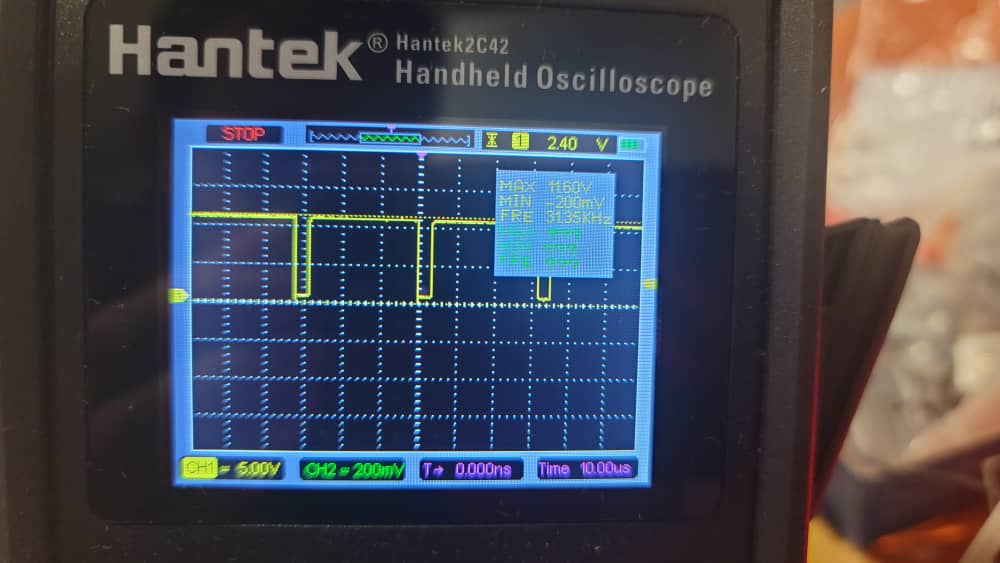 Hantek® Hantek2C42
Handheld Oscilloscope
STOP 1 2.40 V
MAX 11.60V
MIN -200mV
FRE 31.35KHz
CH1 = 5.00V CH2 = 200mV T→ 0.000ns Time 10.00us